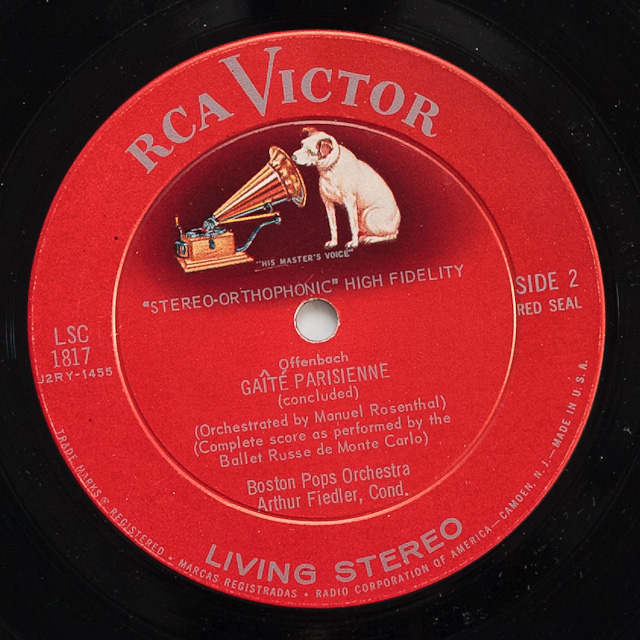 RCA VICTOR
"HIS MASTER'S VOICE"
"STEREO-ORTHOPHONIC" HIGH FIDELITY
SIDE 2
RED SEAL
LSC
1817
J2RY-1455
Offenbach
GAÎTÉ PARISIENNE
(concluded)
(Orchestrated by Manuel Rosenthal)
(Complete score as performed by the
Ballet Russe de Monte Carlo)
Boston Pops Orchestra
Arthur Fiedler, Cond.
LIVING STEREO
TRADE MARKS ® REGISTERED • MARCAS REGISTRADAS • RADIO CORPORATION OF AMERICA—CAMDEN, N.J.—MADE IN U.S.A.